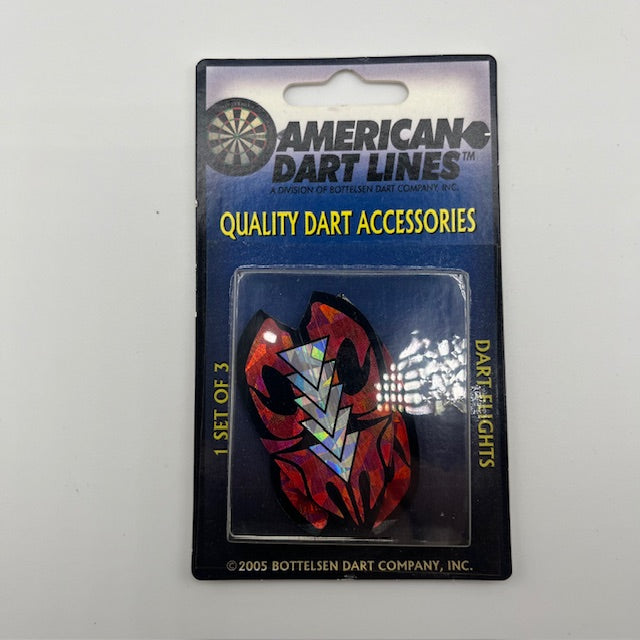 AMERICAN
DART LINES™
A DIVISION OF BOTTELSEN DART COMPANY, INC.
QUALITY DART ACCESSORIES
1 SET OF 3
DART FLIGHTS
©2005 BOTTELSEN DART COMPANY, INC.